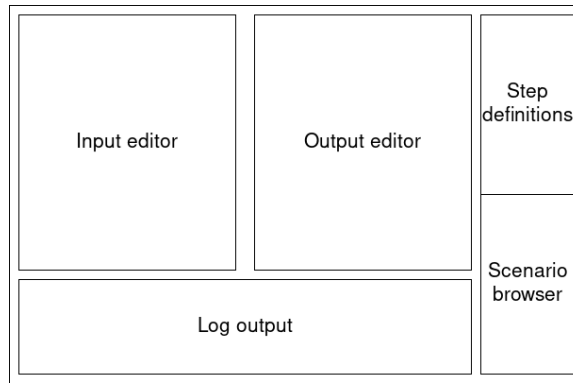 Input editor
Output editor
Step
definitions
Scenario
browser
Log output